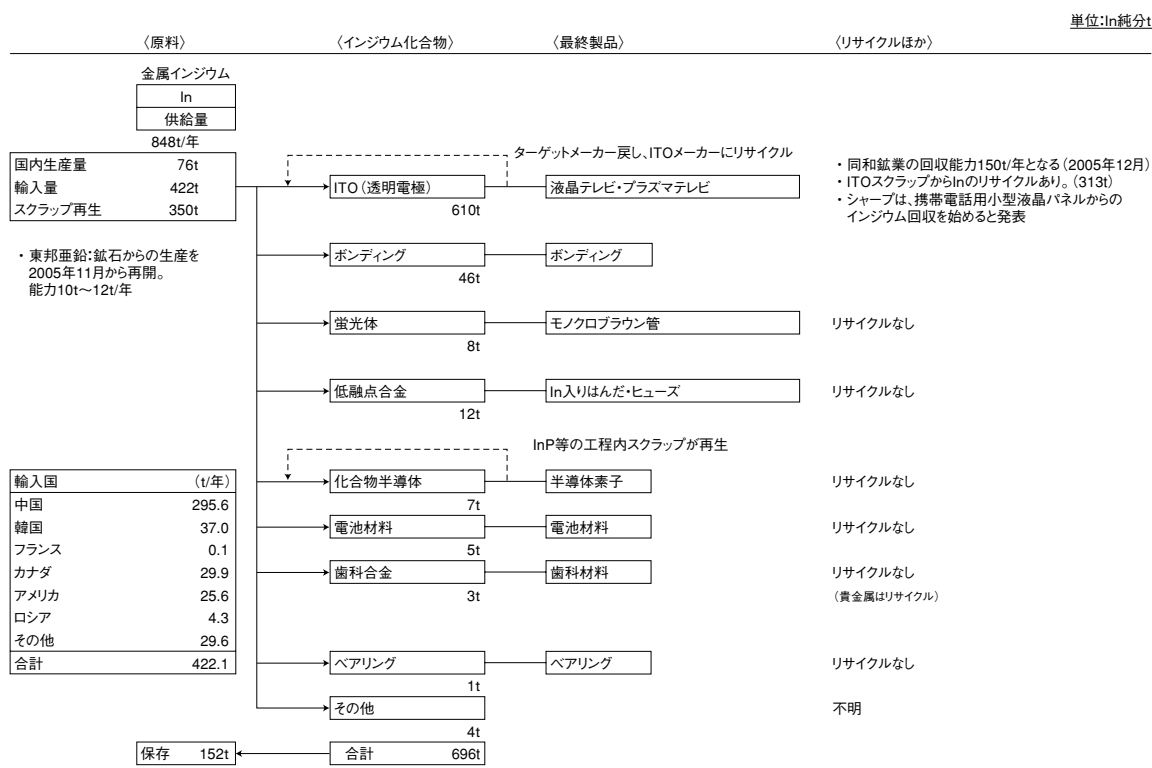 単位:In純分t
〈原料〉 〈インジウム化合物〉 〈最終製品〉 〈リサイクルほか〉
金属インジウム
In
供給量
848t/年
国内生産量 76t
輸入量 422t
スクラップ再生 350t
・東邦亜鉛:鉱石からの生産を
2005年11月から再開。
能力10t〜12t/年
ターゲットメーカー戻し、ITOメーカーにリサイクル
ITO(透明電極) 液晶テレビ・プラズマテレビ
610t
・同和鉱業の回収能力150t/年となる(2005年12月)
・ITOスクラップからInのリサイクルあり。(313t)
・シャープは、携帯電話用小型液晶パネルからの
インジウム回収を始めると発表
ボンディング ボンディング
46t
蛍光体 モノクロブラウン管 リサイクルなし
8t
低融点合金 In入りはんだ・ヒューズ リサイクルなし
12t
InP等の工程内スクラップが再生
化合物半導体 半導体素子 リサイクルなし
7t
電池材料 電池材料 リサイクルなし
5t
歯科合金 歯科材料 リサイクルなし
3t (貴金属はリサイクル)
ベアリング ベアリング リサイクルなし
1t
その他 不明
4t
輸入国 (t/年)
中国 295.6
韓国 37.0
フランス 0.1
カナダ 29.9
アメリカ 25.6
ロシア 4.3
その他 29.6
合計 422.1
保存 152t 合計 696t